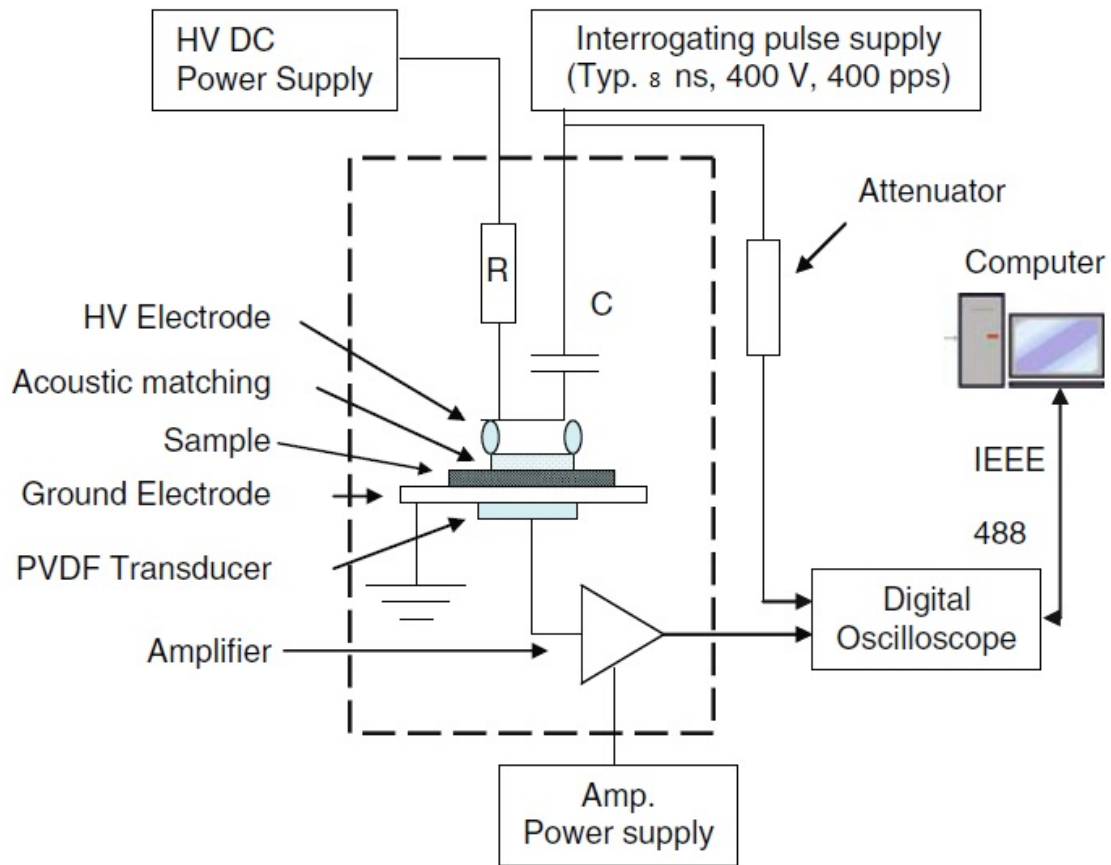 HV DC
Power Supply
Interrogating pulse supply
(Typ. 8 ns, 400 V, 400 pps)
Attenuator
Computer
R
C
HV Electrode
Acoustic matching
Sample
Ground Electrode
PVDF Transducer
Amplifier
IEEE
488
Digital
Oscilloscope
Amp.
Power supply